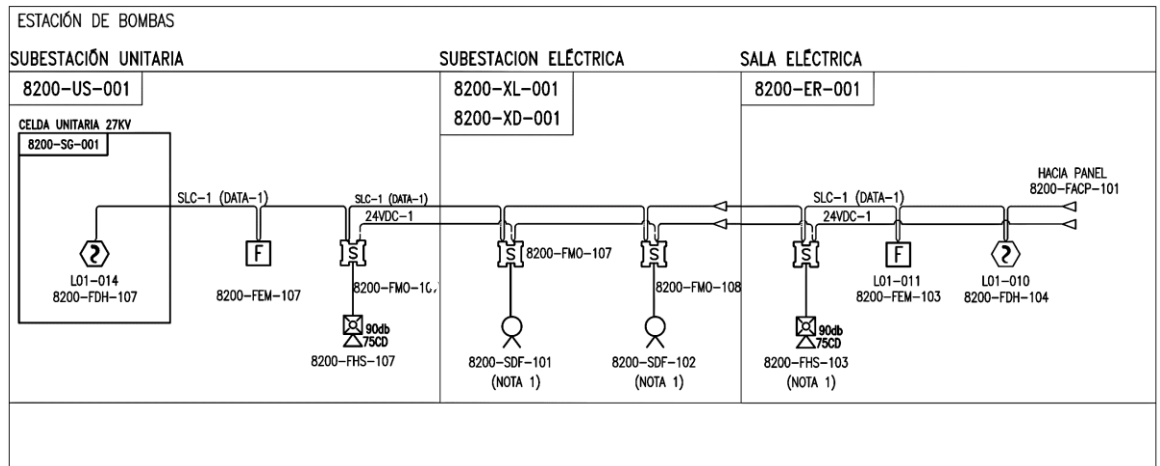 ESTACIÓN DE BOMBAS
SUBESTACIÓN UNITARIA
SUBESTACION ELÉCTRICA
SALA ELÉCTRICA
8200-US-001
8200-XL-001
8200-XD-001
8200-ER-001
CELDA UNITARIA 27KV
8200-SG-001
HACIA PANEL
8200-FACP-101
SLC-1 (DATA-1)
SLC-1 (DATA-1)
SLC-1 (DATA-1)
24VDC-1
24VDC-1
F
S
S
8200-FMO-107
S
S
F
L01-014
8200-FDH-107
8200-FEM-107
8200-FMO-108
L01-011
8200-FEM-103
L01-010
8200-FDH-104
90db
75CD
8200-FHS-107
8200-SDF-101
(NOTA 1)
8200-SDF-102
(NOTA 1)
90db
75CD
8200-FHS-103
(NOTA 1)